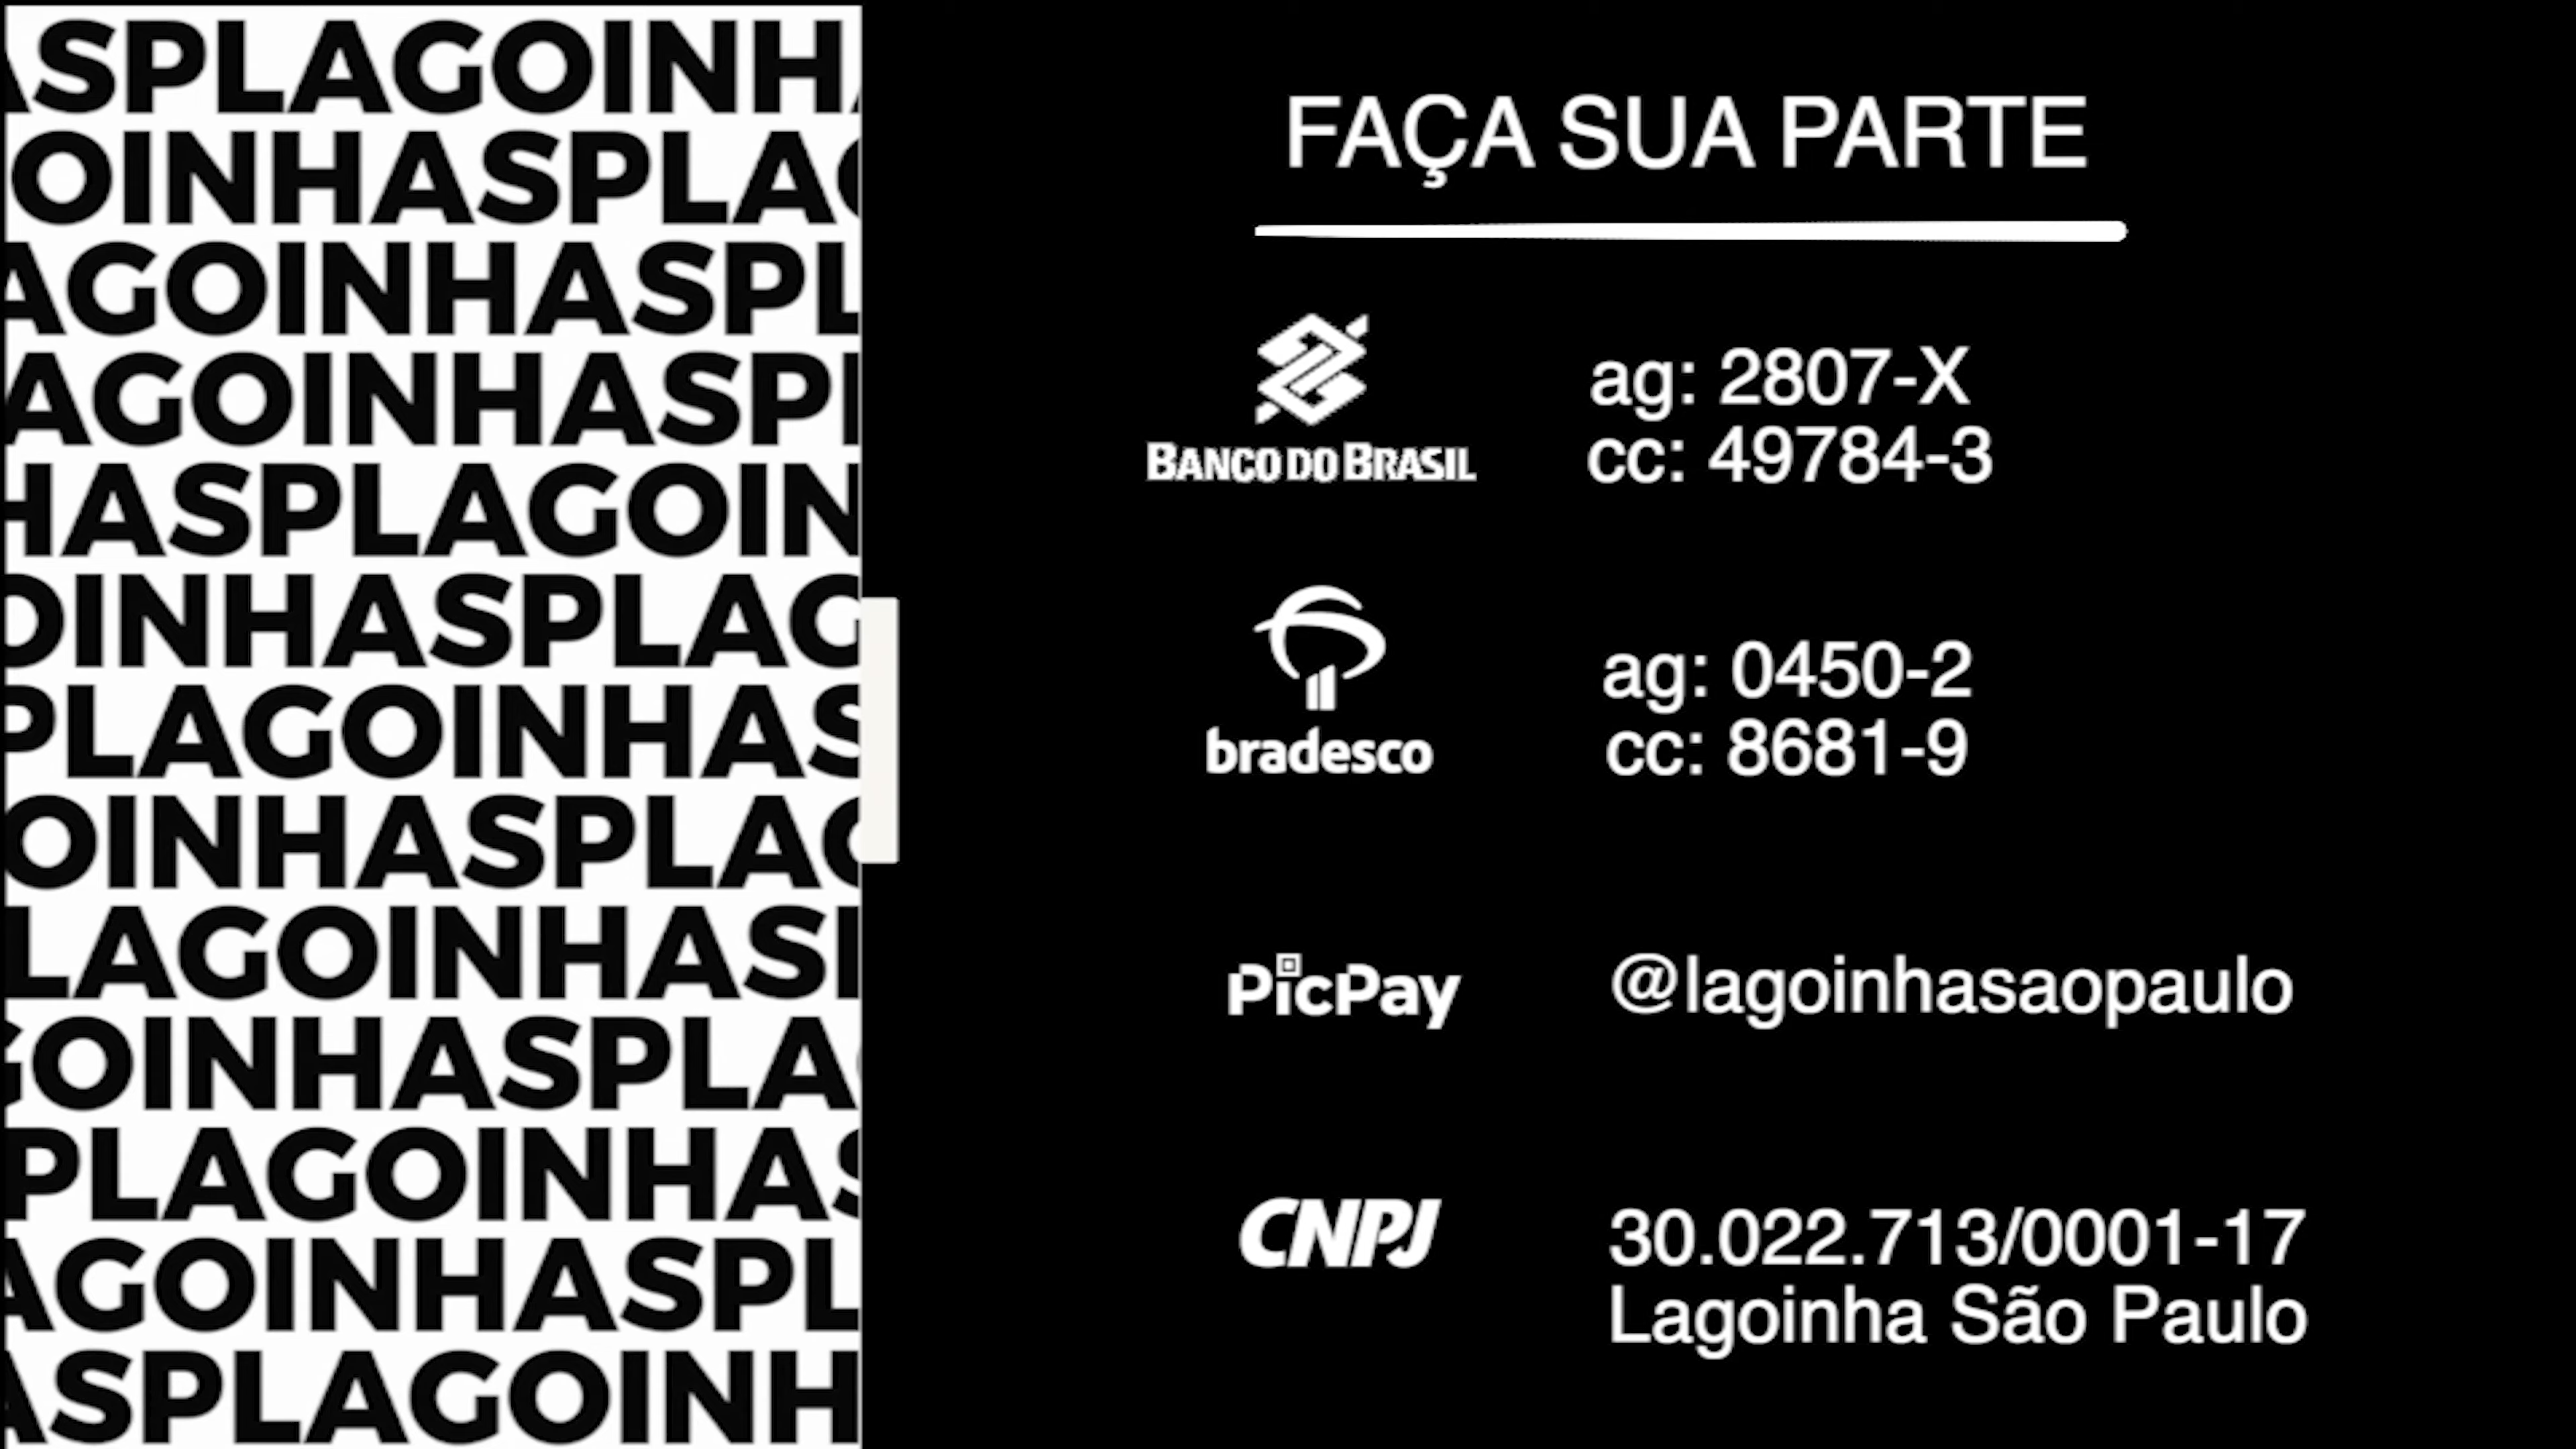 ASPLAGOINHA
OINHASPLAG
AGOINHASPL
AGOINHASP
HASPLAGOIN
OINHASPLAG
PLAGOINHAS
OINHASPLAG
LAGOINHASP
GOINHASPLA
PLAGOINHAS
AGOINHASPL
ASPLAGOINH
FAÇA SUA PARTE
BANCO DO BRASIL
ag: 2807-X
cc: 49784-3
bradesco
ag: 0450-2
cc: 8681-9
PicPay
@lagoinhasaopaulo
CNPJ
30.022.713/0001-17
Lagoinha São Paulo